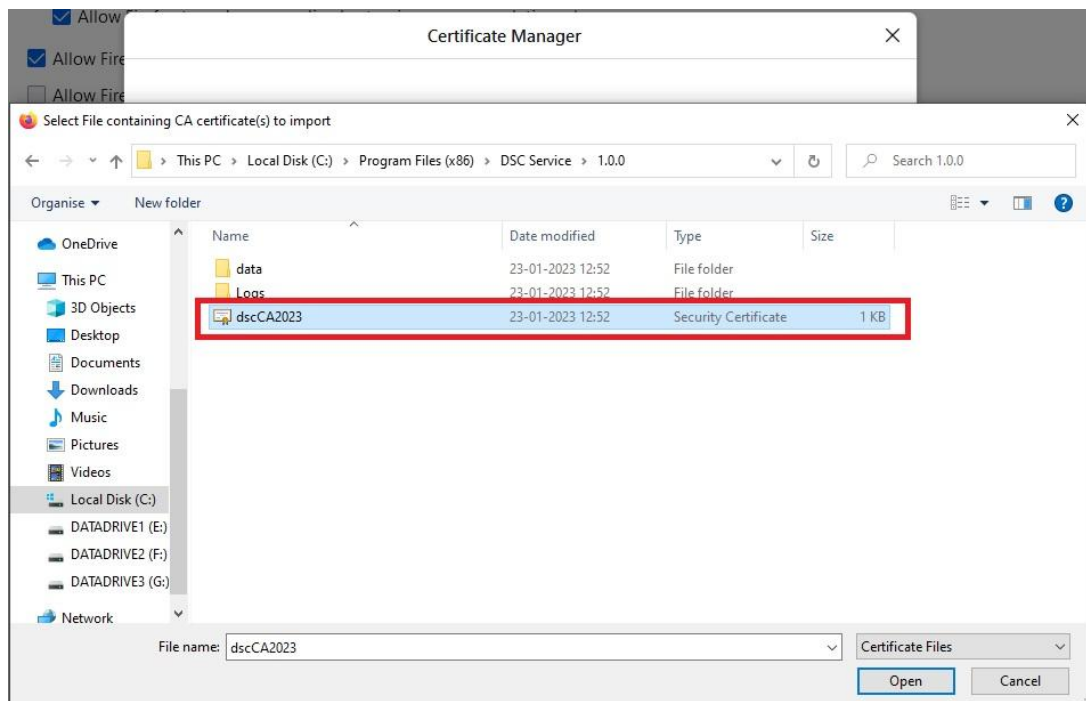 Allow
Certificate Manager
Allow Fire
Allow Fire
Select File containing CA certificate(s) to import
This PC > Local Disk (C:) > Program Files (x86) > DSC Service > 1.0.0
Search 1.0.0
Organise New folder
Name Date modified Type Size
OneDrive
This PC
3D Objects
Desktop
Documents
Downloads
Music
Pictures
Videos
Local Disk (C:)
DATADRIVE1 (E:)
DATADRIVE2 (F:)
DATADRIVE3 (G:)
Network
data 23-01-2023 12:52 File folder
Logs 23-01-2023 12:52 File folder
dscCA2023 23-01-2023 12:52 Security Certificate 1 KB
File name: dscCA2023 Certificate Files
Open Cancel